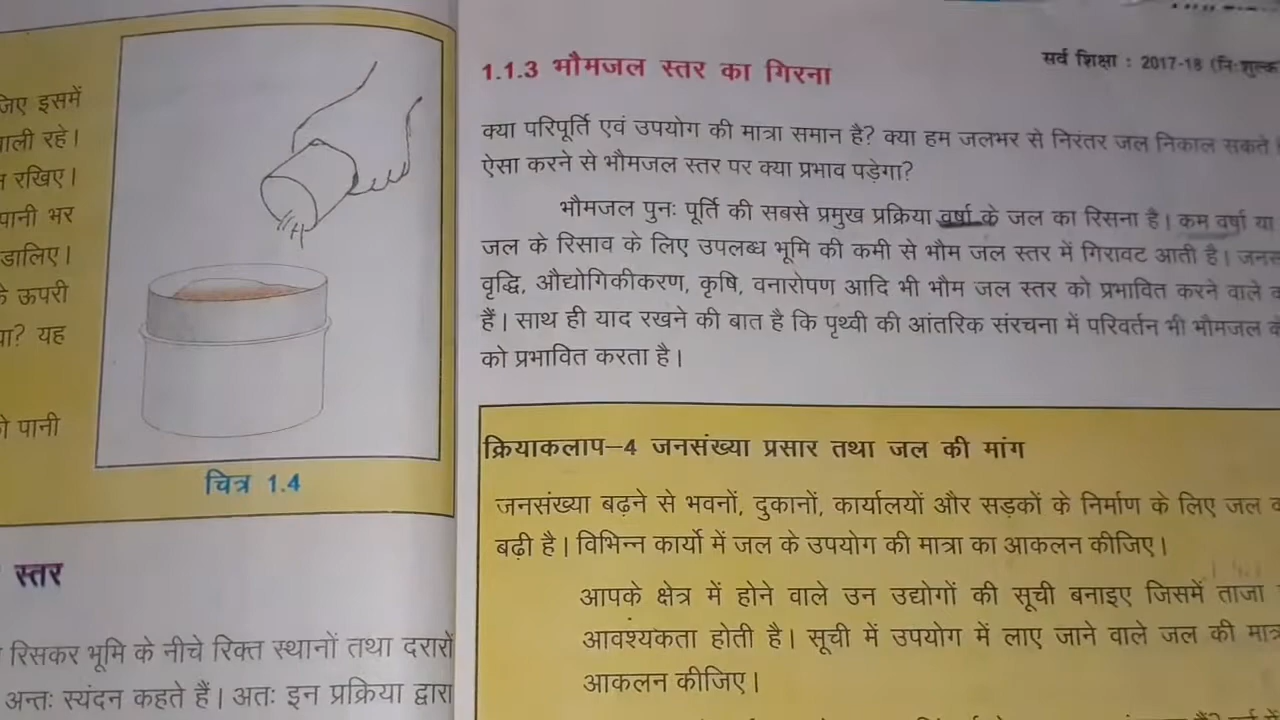 जिए इसमें
ाली रहे।
रखिए।
पानी भर
डालिए।
ऊपरी
यह
पानी
चित्र 1.4
स्तर
रिसकर भूमि के नीचे रिक्त स्थानों तथा दरारों
अन्तः स्यंदन कहते हैं। अतः इन प्रक्रिया द्वारा
सर्व शिक्षा : 2017-18 (निःशुल्क
1.1.3 भौमजल स्तर का गिरना
क्या परिपूर्ति एवं उपयोग की मात्रा समान है? क्या हम जलभर से निरंतर जल निकाल सकते
ऐसा करने से भौमजल स्तर पर क्या प्रभाव पड़ेगा?
भौमजल पुनः पूर्ति की सबसे प्रमुख प्रक्रिया वर्षा के जल का रिसना है। कम वर्षा या
जल के रिसाव के लिए उपलब्ध भूमि की कमी से भौम जल स्तर में गिरावट आती है। जनस
वृद्धि, औद्योगिकीकरण, कृषि, वनारोपण आदि भी भौम जल स्तर को प्रभावित करने वाले
हैं। साथ ही याद रखने की बात है कि पृथ्वी की आंतरिक संरचना में परिवर्तन भी भौमजल
को प्रभावित करता है।
क्रियाकलाप–4 जनसंख्या प्रसार तथा जल की मांग
जनसंख्या बढ़ने से भवनों, दुकानों, कार्यालयों और सड़कों के निर्माण के लिए जल
बढ़ी है। विभिन्न कार्यो में जल के उपयोग की मात्रा का आकलन कीजिए।
आपके क्षेत्र में होने वाले उन उद्योगों की सूची बनाइए जिसमें ताजा
आवश्यकता होती है। सूची में उपयोग में लाए जाने वाले जल की मात्र
आकलन कीजिए।